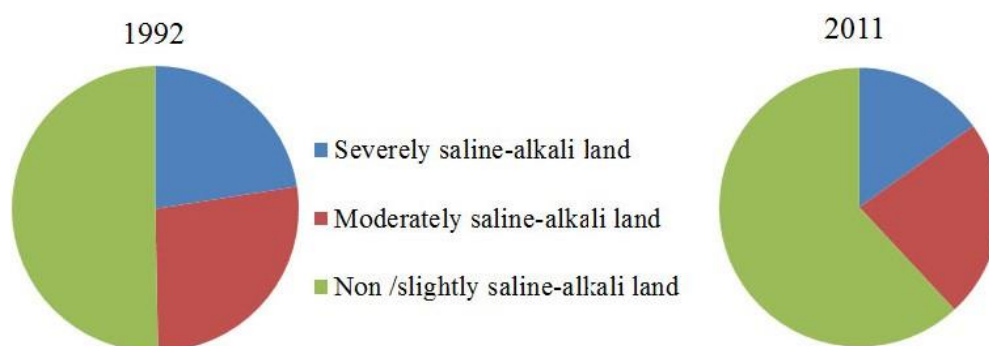 1992
2011
Severely saline-alkali land
Moderately saline-alkali land
Non /slightly saline-alkali land